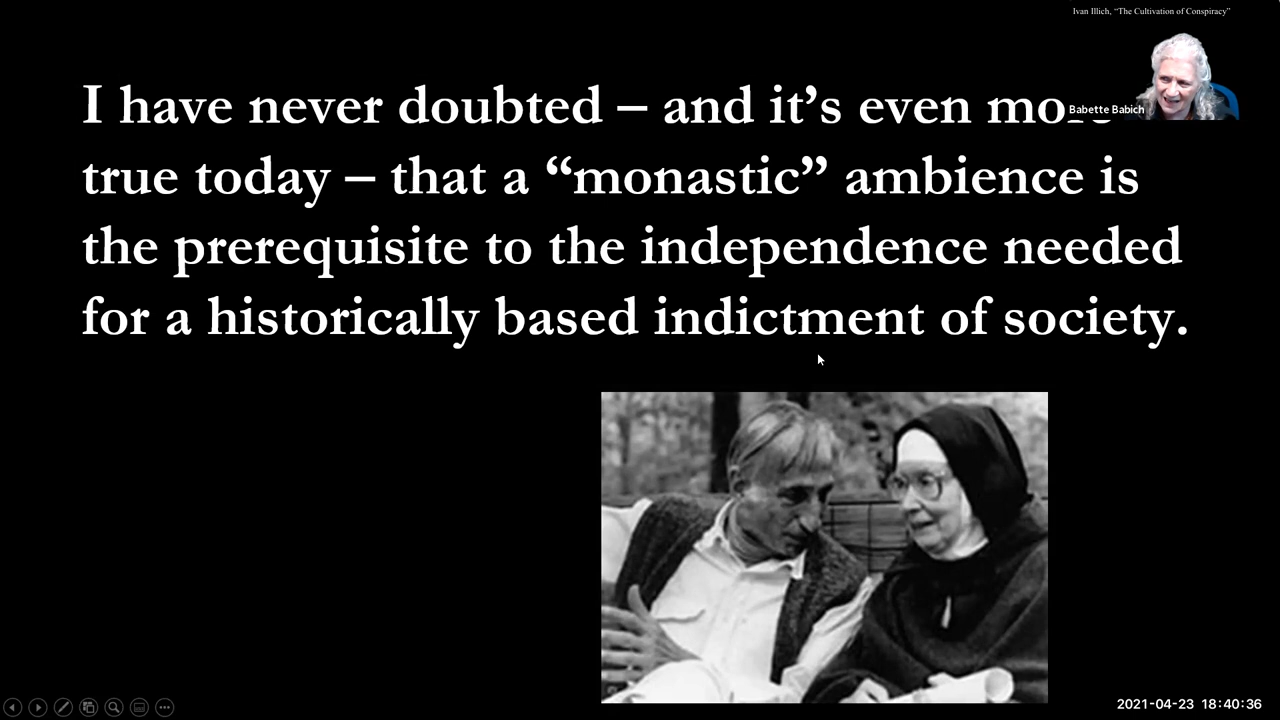 Ivan Illich, “The Cultivation of Conspiracy”
I have never doubted – and it’s even more
Babette Babich
true today – that a “monastic” ambience is
the prerequisite to the independence needed
for a historically based indictment of society.
2021-04-23 18:40:36